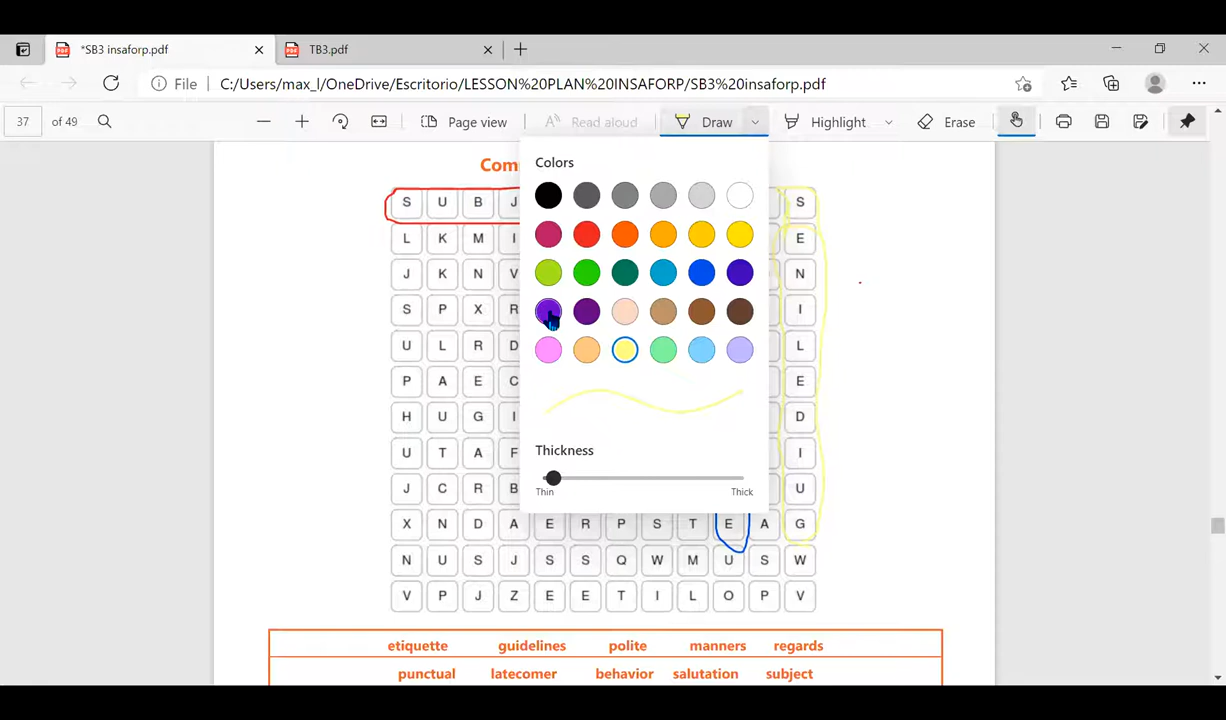 *SB3 insaforp.pdf
TB3.pdf
File C:/Users/max_l/OneDrive/Escritorio/LESSON%20PLAN%20INSAFORP/SB3%20insaforp.pdf
37 of 49 Page view Read aloud Draw Highlight Erase
Com
Colors
S U B J S
L K M I E
J K N V N
S P X R I
U L R D L
P A E C E
H U G I D
U T A F I
J C R B U
Thickness
Thin Thick
X N D A E R P S T E A G
N U S J S S Q W M U S W
V P J Z E E T I L O P V
etiquette guidelines polite manners regards
punctual latecomer behavior salutation subject